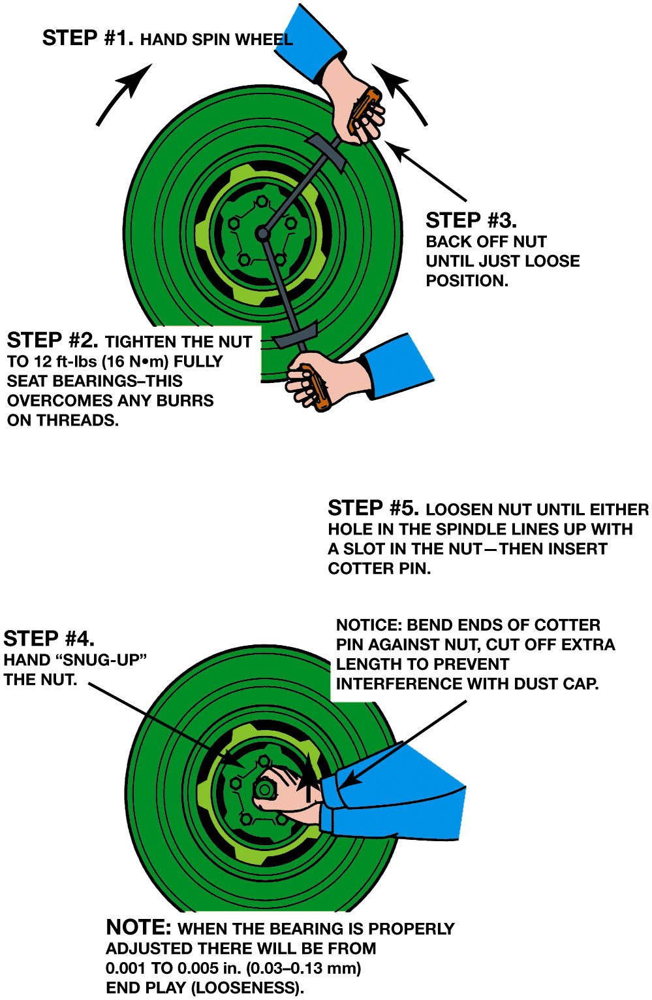 STEP #1. HAND SPIN WHEEL
STEP #3.
BACK OFF NUT
UNTIL JUST LOOSE
POSITION.
STEP #2. TIGHTEN THE NUT
TO 12 ft-lbs (16 N•m) FULLY
SEAT BEARINGS–THIS
OVERCOMES ANY BURRS
ON THREADS.
STEP #5. LOOSEN NUT UNTIL EITHER
HOLE IN THE SPINDLE LINES UP WITH
A SLOT IN THE NUT—THEN INSERT
COTTER PIN.
STEP #4.
HAND “SNUG-UP”
THE NUT.
NOTICE: BEND ENDS OF COTTER
PIN AGAINST NUT, CUT OFF EXTRA
LENGTH TO PREVENT
INTERFERENCE WITH DUST CAP.
NOTE: WHEN THE BEARING IS PROPERLY
ADJUSTED THERE WILL BE FROM
0.001 TO 0.005 in. (0.03–0.13 mm)
END PLAY (LOOSENESS).